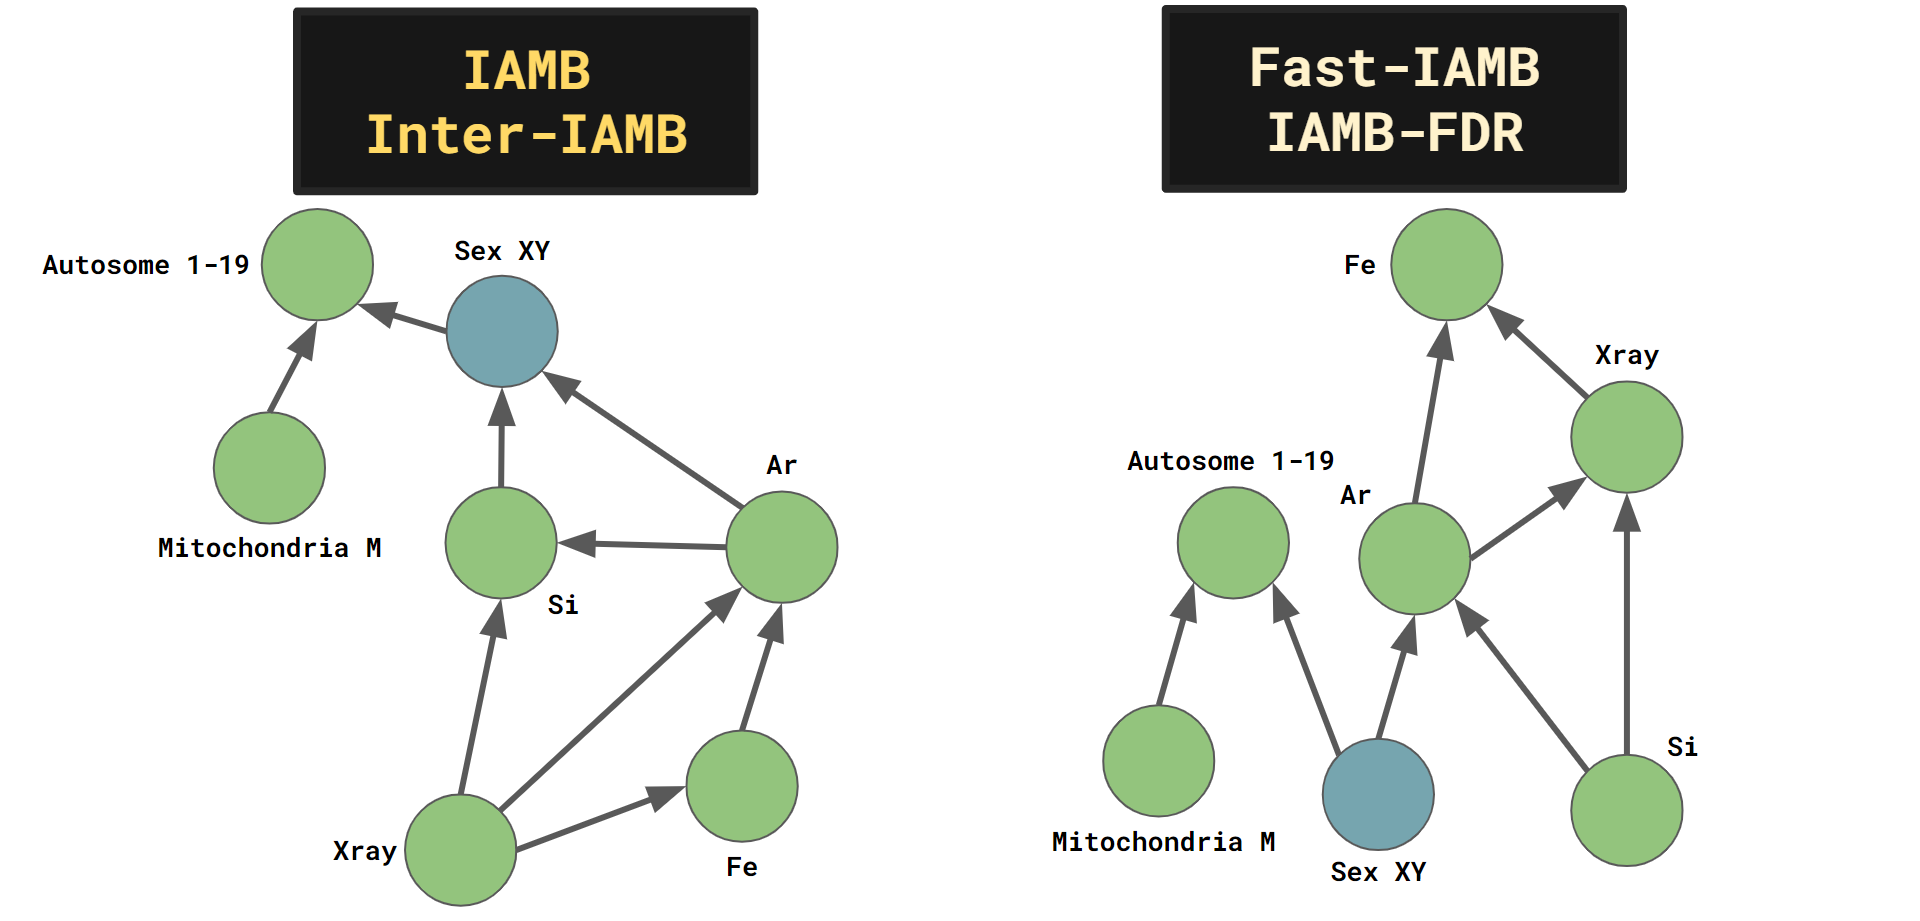 IAMB
Inter-IAMB
Autosome 1-19
Sex XY
Mitochondria M
Ar
Si
Xray
Fe
Fast-IAMB
IAMB-FDR
Fe
Xray
Autosome 1-19
Ar
Si
Mitochondria M
Sex XY